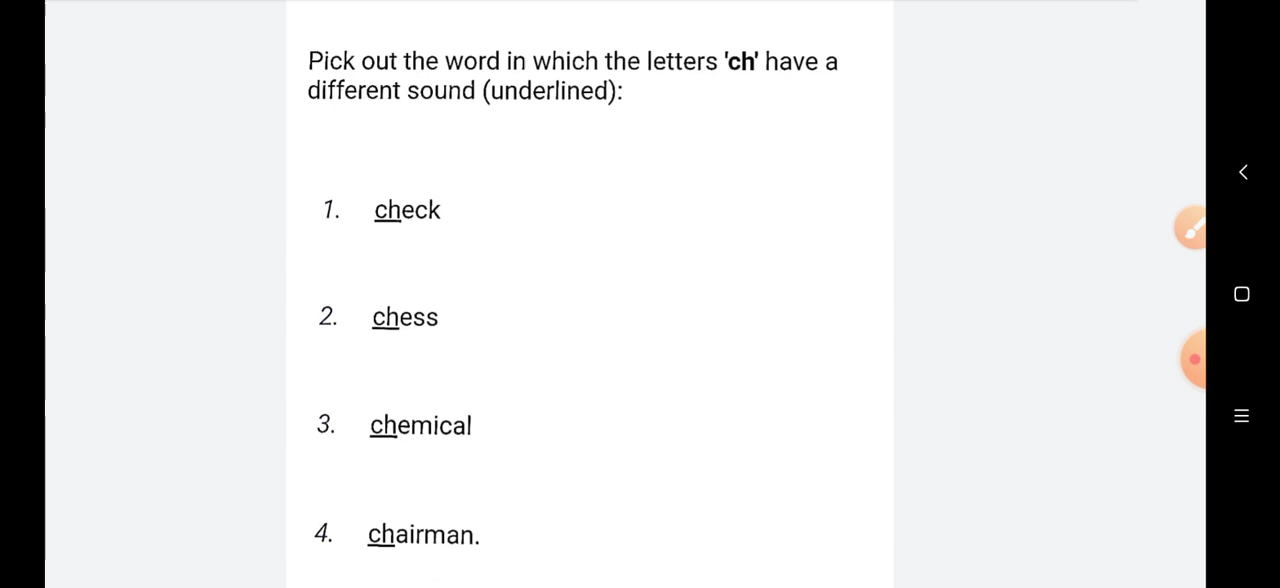 Pick out the word in which the letters 'ch' have a
different sound (underlined):
1. check
2. chess
3. chemical
4. chairman.